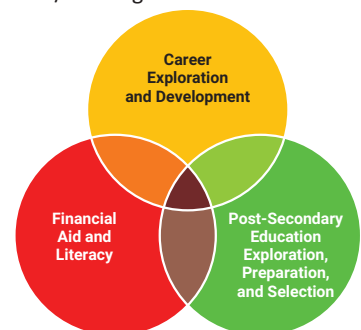 Career
Exploration
and Development
Financial
Aid and
Literacy
Post-Secondary
Education
Exploration,
Preparation,
and Selection